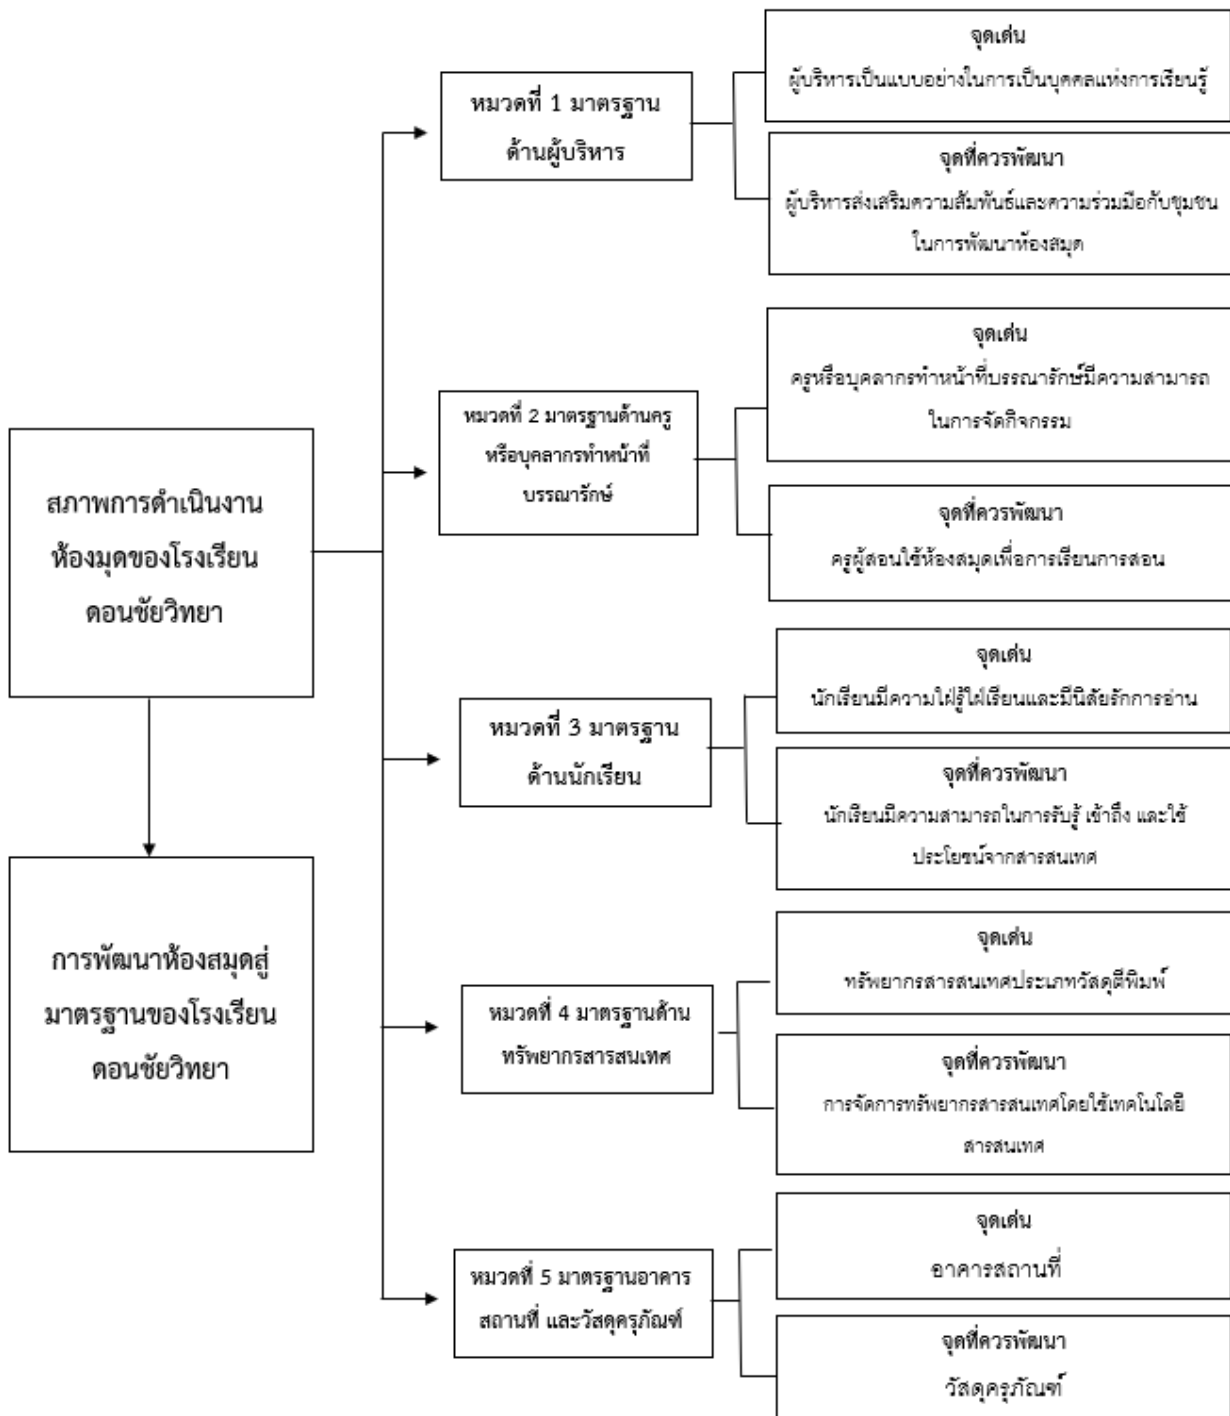 สภาพการดำเนินงาน
ห้องมุดของโรงเรียน
ดอนชัยวิทยา
การพัฒนาห้องสมุดสู่
มาตรฐานของโรงเรียน
ดอนชัยวิทยา
หมวดที่ 1 มาตรฐาน
ด้านผู้บริหาร
จุดเด่น
ผู้บริหารเป็นแบบอย่างในการเป็นบุคคลแห่งการเรียนรู้
จุดที่ควรพัฒนา
ผู้บริหารส่งเสริมความสัมพันธ์และความร่วมมือกับชุมชน
ในการพัฒนาห้องสมุด
หมวดที่ 2 มาตรฐานด้านครู
หรือบุคลากรทำหน้าที่
บรรณารักษ์
จุดเด่น
ครูหรือบุคลากรทำหน้าที่บรรณารักษ์มีความสามารถ
ในการจัดกิจกรรม
จุดที่ควรพัฒนา
ครูผู้สอนใช้ห้องสมุดเพื่อการเรียนการสอน
หมวดที่ 3 มาตรฐาน
ด้านนักเรียน
จุดเด่น
นักเรียนมีความใฝ่รู้ใฝ่เรียนและมีนิสัยรักการอ่าน
จุดที่ควรพัฒนา
นักเรียนมีความสามารถในการรับรู้ เข้าถึง และใช้
ประโยชน์จากสารสนเทศ
หมวดที่ 4 มาตรฐานด้าน
ทรัพยากรสารสนเทศ
จุดเด่น
ทรัพยากรสารสนเทศประเภทวัสดุตีพิมพ์
จุดที่ควรพัฒนา
การจัดการทรัพยากรสารสนเทศโดยใช้เทคโนโลยี
สารสนเทศ
หมวดที่ 5 มาตรฐานอาคาร
สถานที่ และวัสดุครุภัณฑ์
จุดเด่น
อาคารสถานที่
จุดที่ควรพัฒนา
วัสดุครุภัณฑ์